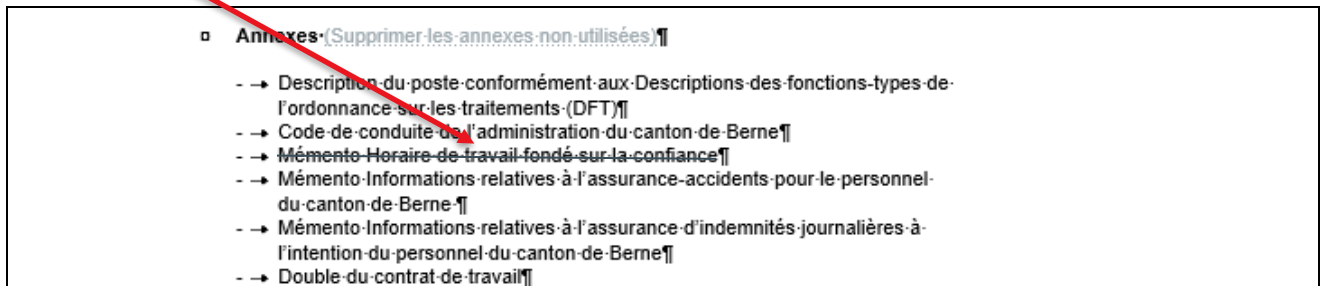 Annexes (Supprimer les annexes non utilisées)¶
- → Description du poste conformément aux Descriptions des fonctions-types de
l'ordonnance sur les traitements (DFT)¶
- → Code de conduite de l'administration du canton de Berne¶
- → Mémento Horaire de travail fondé sur la confiance¶
- → Mémento Informations relatives à l'assurance-accidents pour le personnel
du canton de Berne ¶
- → Mémento Informations relatives à l'assurance d'indemnités journalières à
l'intention du personnel du canton de Berne¶
- → Double du contrat de travail¶